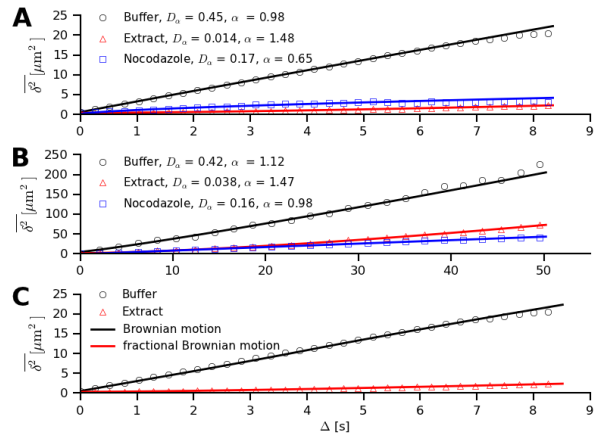 A
25
20
15
10
5
0
δ² [μm²]
Buffer, Dα = 0.45, α = 0.98
Extract, Dα = 0.014, α = 1.48
Nocodazole, Dα = 0.17, α = 0.65
0 1 2 3 4 5 6 7 8 9
B
250
200
150
100
50
0
δ² [μm²]
Buffer, Dα = 0.42, α = 1.12
Extract, Dα = 0.038, α = 1.47
Nocodazole, Dα = 0.16, α = 0.98
0 10 20 30 40 50
C
25
20
15
10
5
0
δ² [μm²]
Buffer
Extract
Brownian motion
fractional Brownian motion
0 1 2 3 4 5 6 7 8 9
Δ [s]